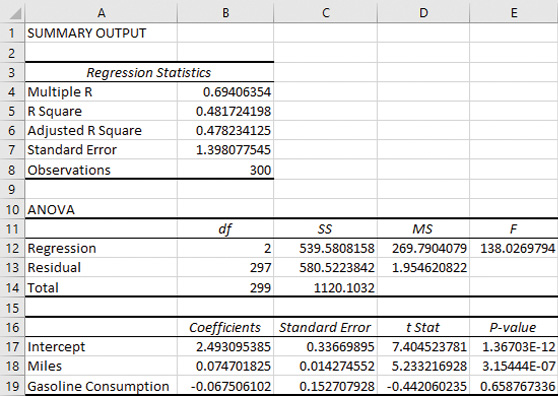 A B C D E
1 SUMMARY OUTPUT
2
3 Regression Statistics
4 Multiple R 0.69406354
5 R Square 0.481724198
6 Adjusted R Square 0.478234125
7 Standard Error 1.398077545
8 Observations 300
9
10 ANOVA
11 df SS MS F
12 Regression 2 539.5808158 269.7904079 138.0269794
13 Residual 297 580.5223842 1.954620822
14 Total 299 1120.1032
15
16 Coefficients Standard Error t Stat P-value
17 Intercept 2.493095385 0.33669895 7.404523781 1.36703E-12
18 Miles 0.074701825 0.014274552 5.233216928 3.15444E-07
19 Gasoline Consumption -0.067506102 0.152707928 -0.442060235 0.658767336